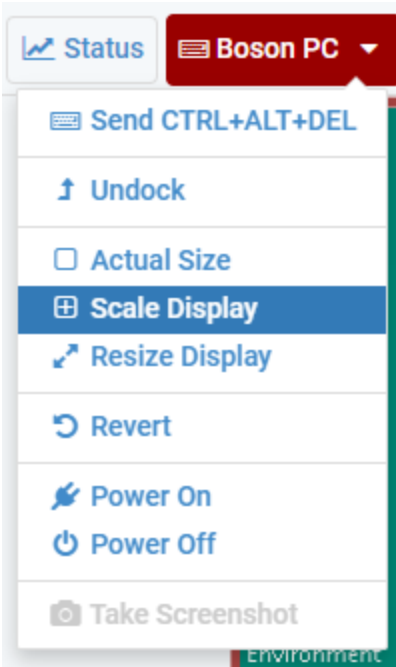 Status
Boson PC
Send CTRL+ALT+DEL
Undock
Actual Size
Scale Display
Resize Display
Revert
Power On
Power Off
Take Screenshot
Environment